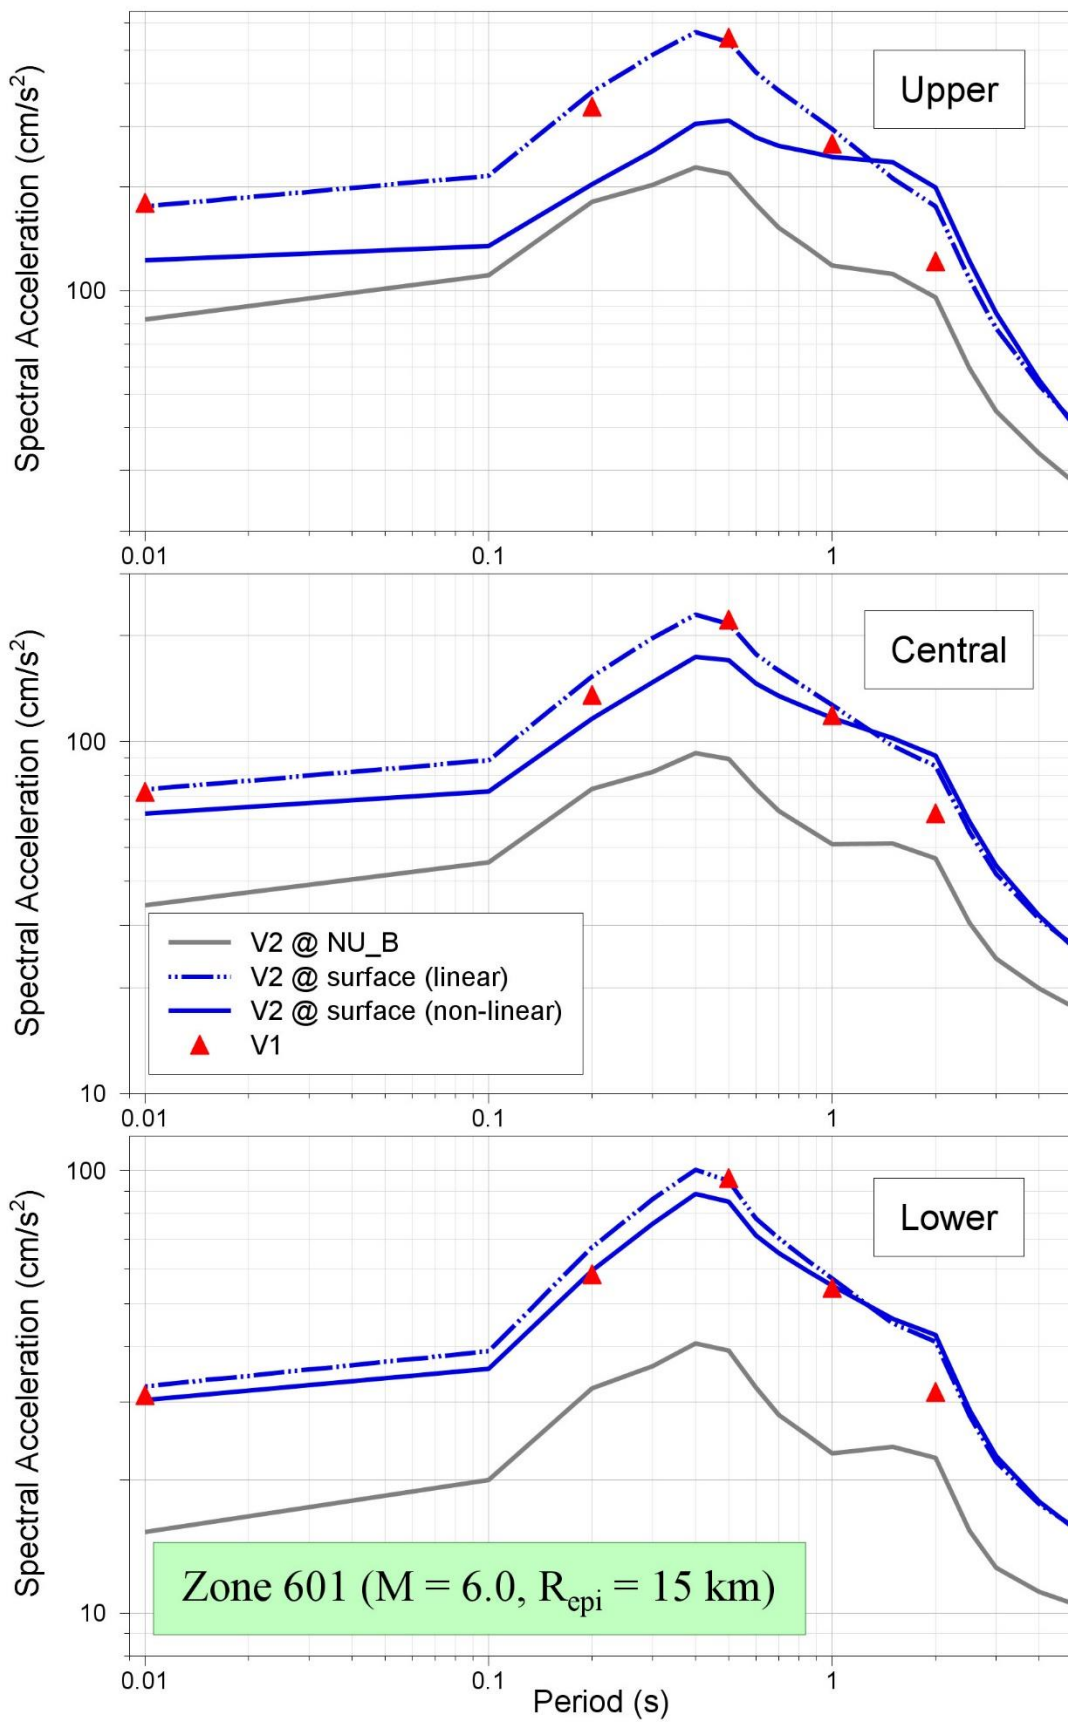 Spectral Acceleration (cm/s²)
Upper
100
0.01 0.1 1
Spectral Acceleration (cm/s²)
Central
100
V2 @ NU_B
V2 @ surface (linear)
V2 @ surface (non-linear)
V1
10
0.01 0.1 1
Spectral Acceleration (cm/s²)
100
Lower
Zone 601 (M = 6.0, Repi = 15 km)
10
0.01 0.1 1
Period (s)